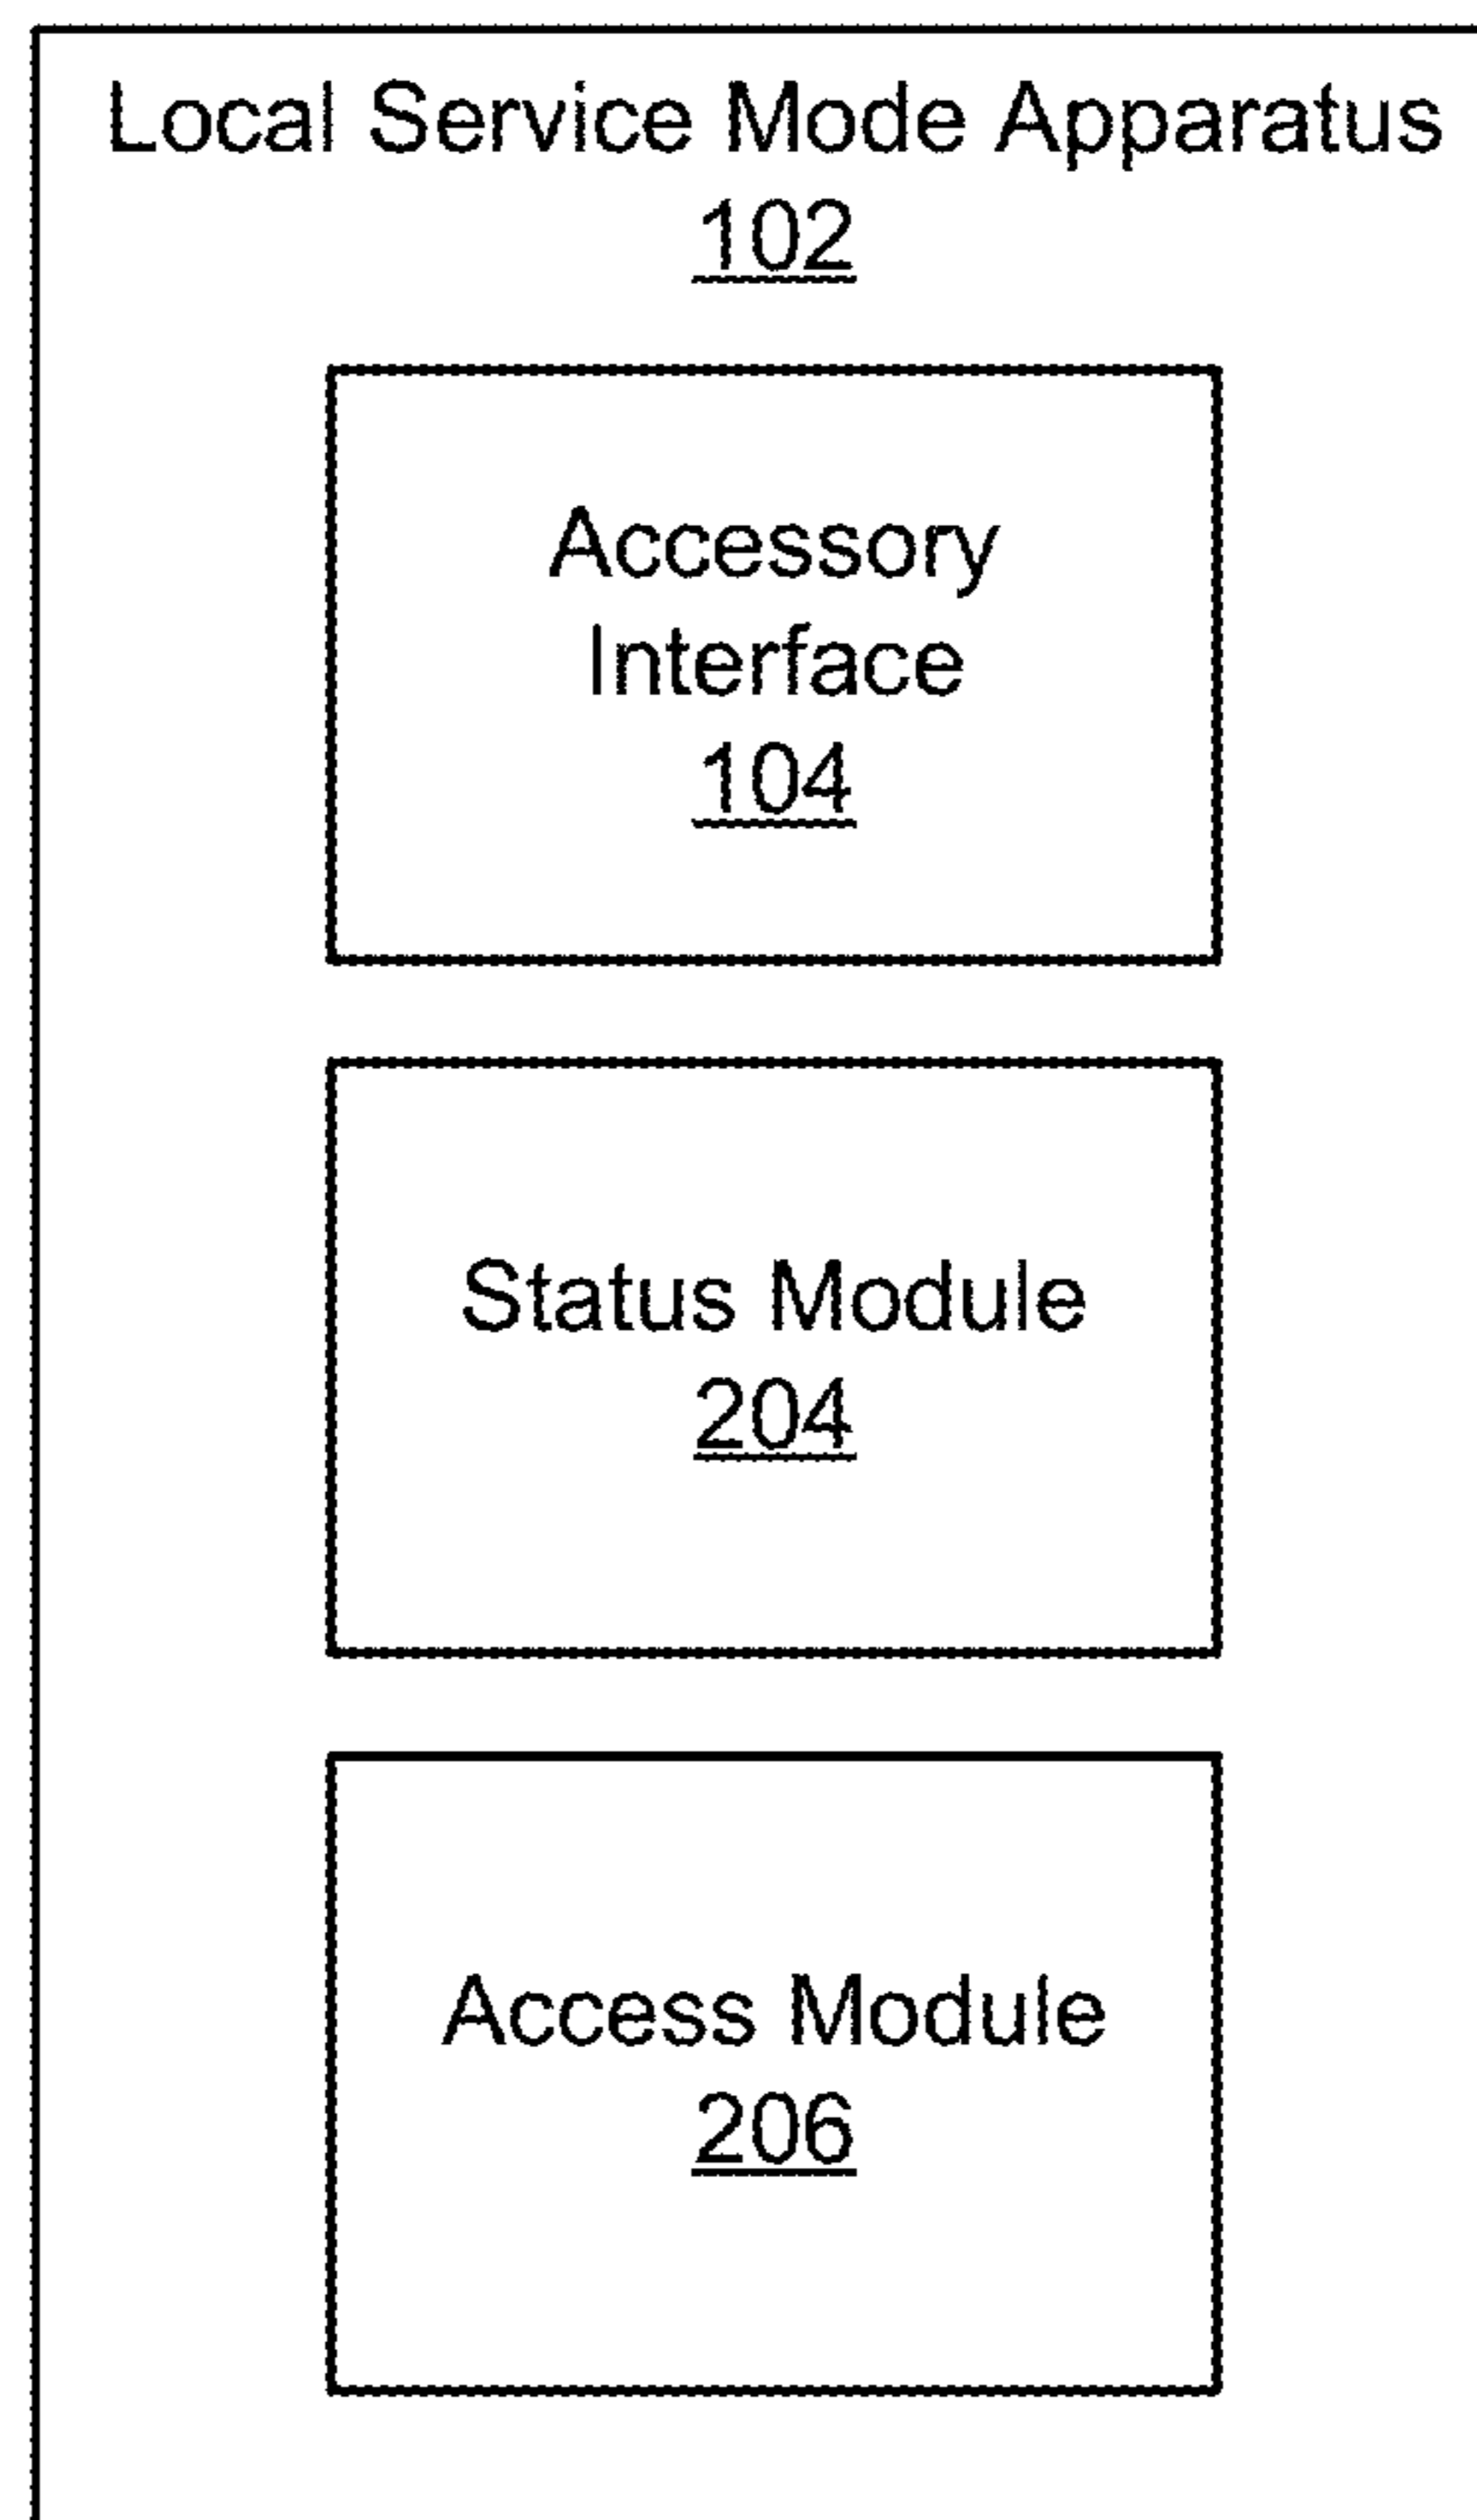 Local Service Mode Apparatus
102
Accessory
Interface
104
Status Module
204
Access Module
206